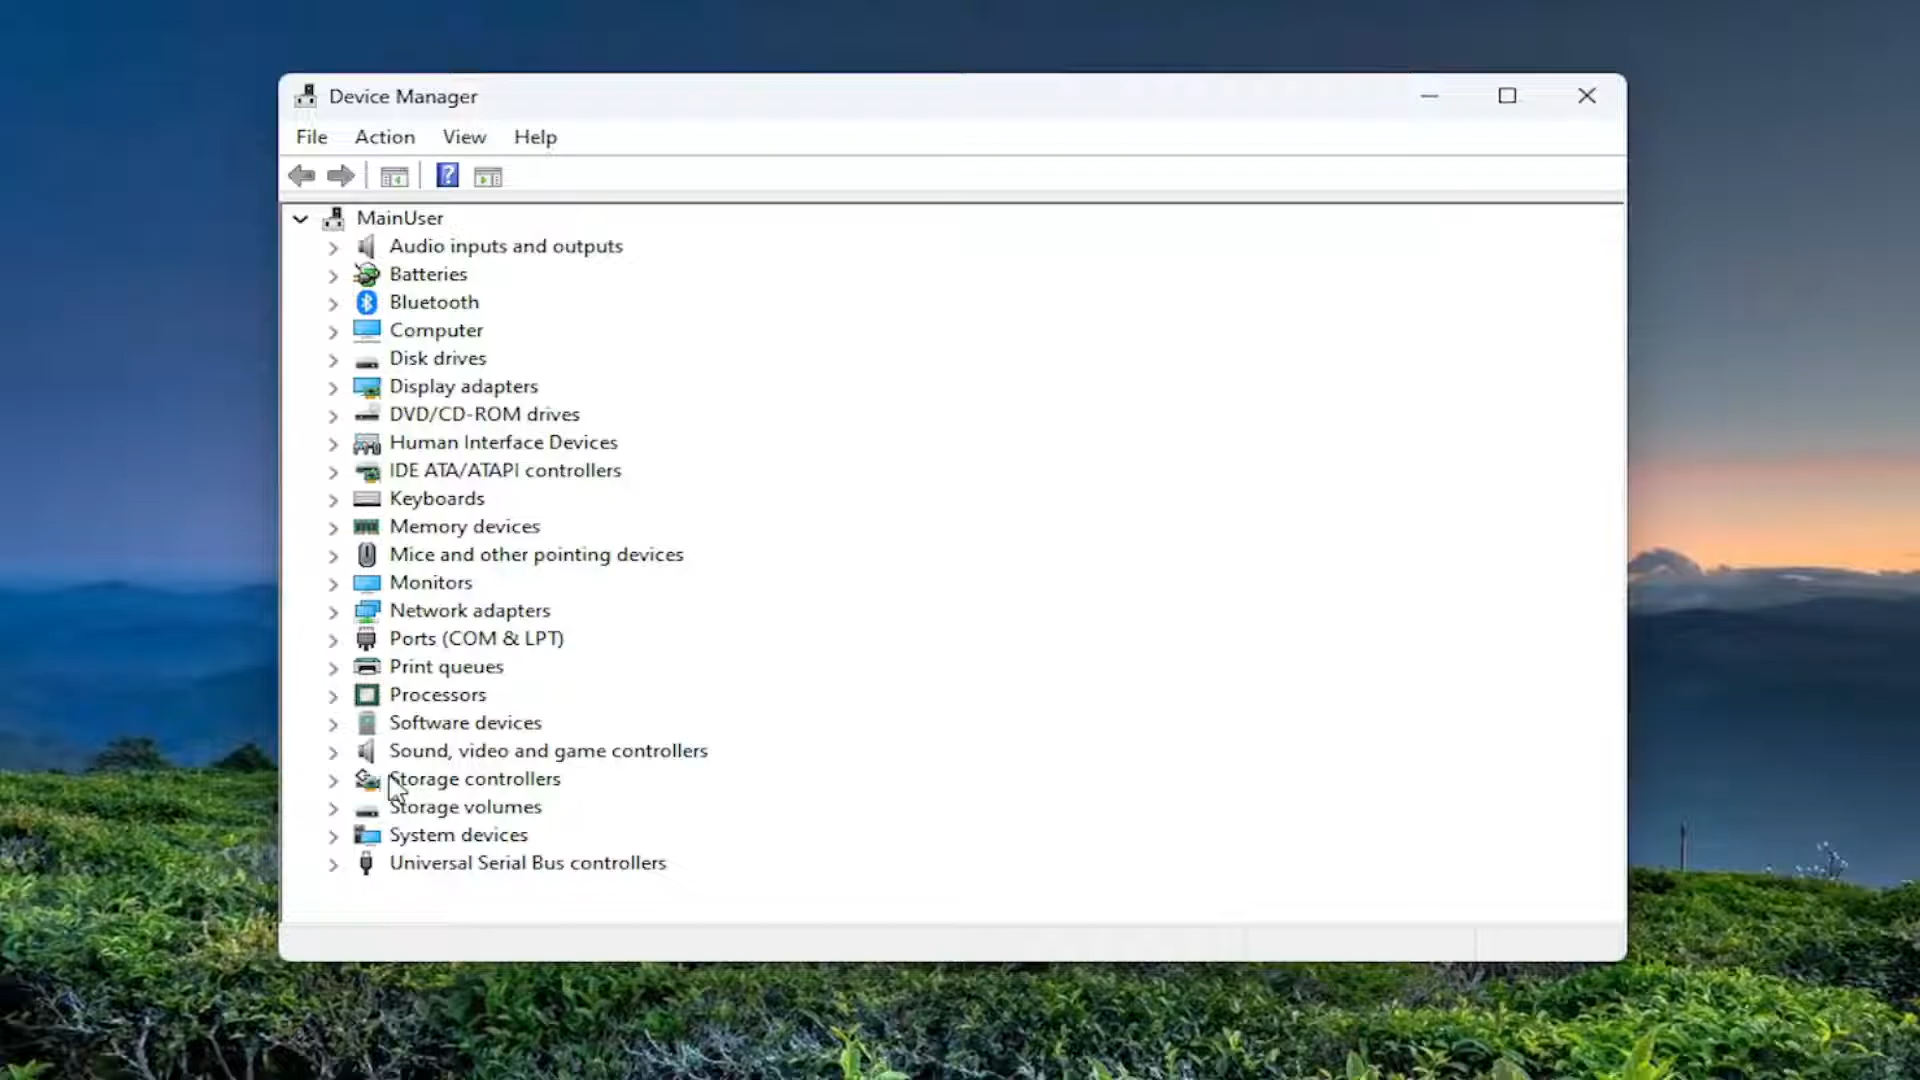 Device Manager
File Action View Help
?
MainUser
Audio inputs and outputs
Batteries
Bluetooth
Computer
Disk drives
Display adapters
DVD/CD-ROM drives
Human Interface Devices
IDE ATA/ATAPI controllers
Keyboards
Memory devices
Mice and other pointing devices
Monitors
Network adapters
Ports (COM & LPT)
Print queues
Processors
Software devices
Sound, video and game controllers
Storage controllers
Storage volumes
System devices
Universal Serial Bus controllers